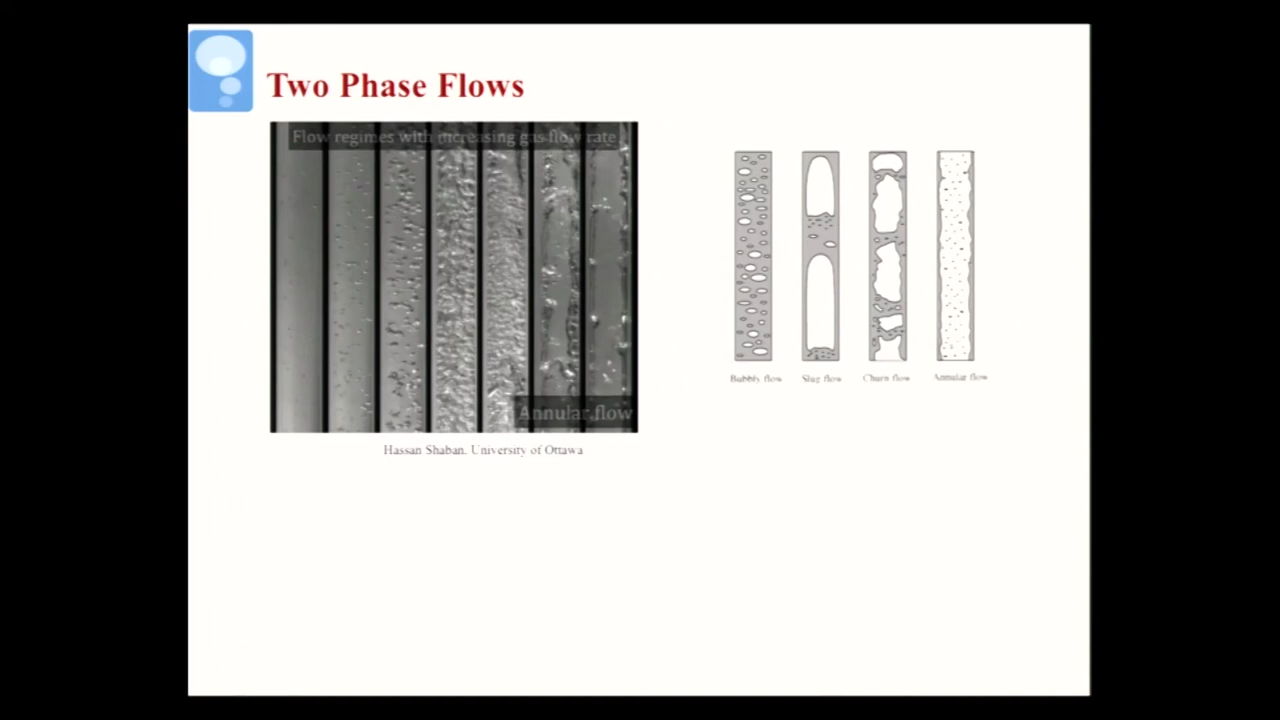 Two Phase Flows
Flow regimes with increasing gas flow rate
Annular flow
Hassan Shaban, University of Ottawa
Bubbly flow
Slug flow
Churn flow
Annular flow